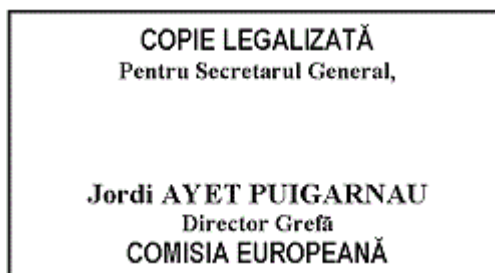 COPIE LEGALIZATĂ
Pentru Secretarul General,
Jordi AYET PUIGARNAU
Director Grefă
COMISIA EUROPEANĂ